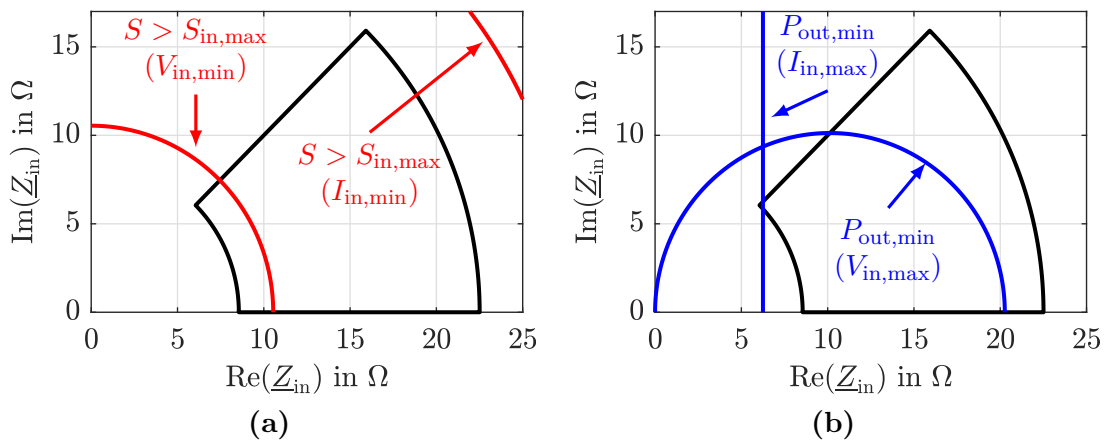 S > S_in,max
(V_in,min)
S > S_in,max
(I_in,min)
15
10
5
0
0 5 10 15 20 25
Im(Z_in) in Ω
Re(Z_in) in Ω
(a)
P_out,min
(I_in,max)
P_out,min
(V_in,max)
15
10
5
0
0 5 10 15 20 25
Im(Z_in) in Ω
Re(Z_in) in Ω
(b)